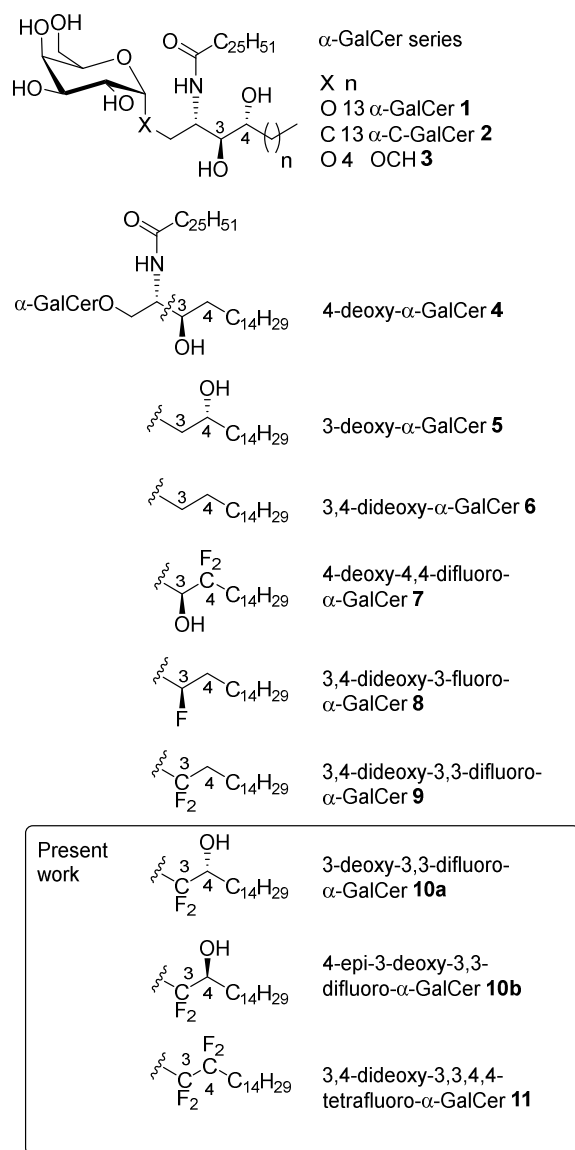 OH
OH
O
HO
HO
X
O
C25H51
HN
OH
3
4
HO
n
α-GalCer series
X n
O 13 α-GalCer 1
C 13 α-C-GalCer 2
O 4 OCH 3
O
C25H51
HN
α-GalCerO
3
4
C14H29
OH
4-deoxy-α-GalCer 4
OH
3
4
C14H29
3-deoxy-α-GalCer 5
3
4
C14H29
3,4-dideoxy-α-GalCer 6
F2
3
C
4
C14H29
OH
4-deoxy-4,4-difluoro-
α-GalCer 7
3
4
C14H29
F
3,4-dideoxy-3-fluoro-
α-GalCer 8
3
C
4
C14H29
F2
3,4-dideoxy-3,3-difluoro-
α-GalCer 9
Present
work
OH
3
C
4
C14H29
F2
3-deoxy-3,3-difluoro-
α-GalCer 10a
OH
3
C
4
C14H29
F2
4-epi-3-deoxy-3,3-
difluoro-α-GalCer 10b
F2
3
C
C
4
C14H29
F2
3,4-dideoxy-3,3,4,4-
tetrafluoro-α-GalCer 11